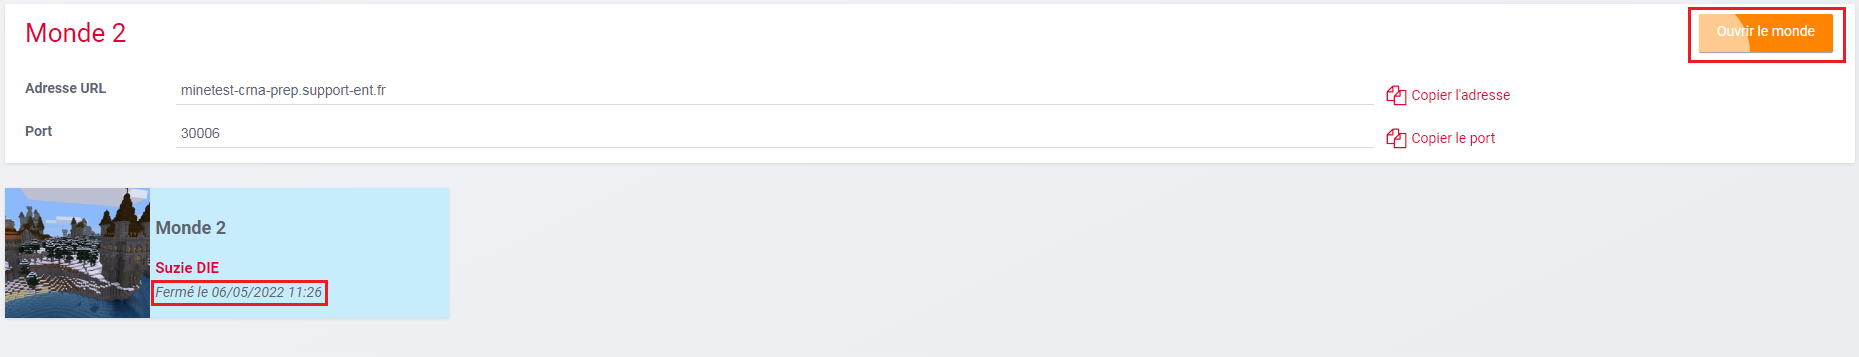 Monde 2
Ouvrir le monde
Adresse URL
minetest-crna-prep.support-ent.fr
Copier l'adresse
Port
30006
Copier le port
Monde 2
Suzie DIE
Fermé le 06/05/2022 11:26